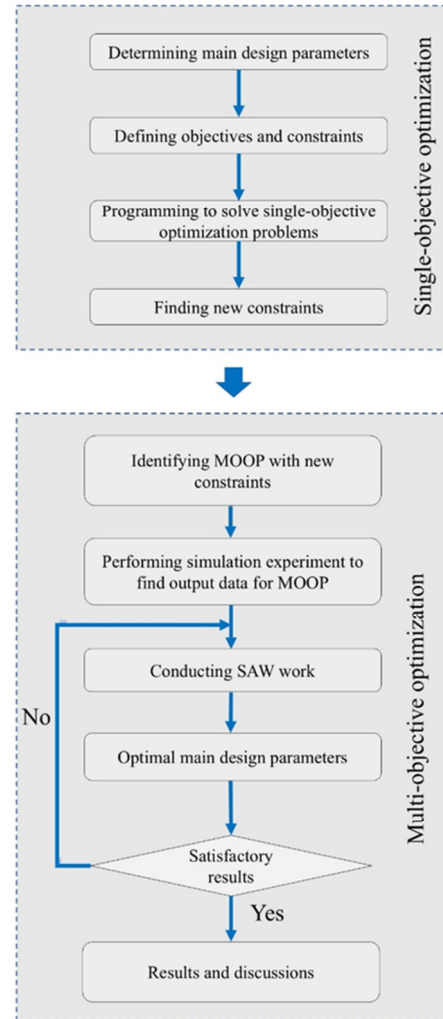 Determining main design parameters
Defining objectives and constraints
Programming to solve single-objective
optimization problems
Finding new constraints
Single-objective optimization
Identifying MOOP with new
constraints
Performing simulation experiment to
find output data for MOOP
Conducting SAW work
No
Optimal main design parameters
Satisfactory
results
Yes
Results and discussions
Multi-objective optimization